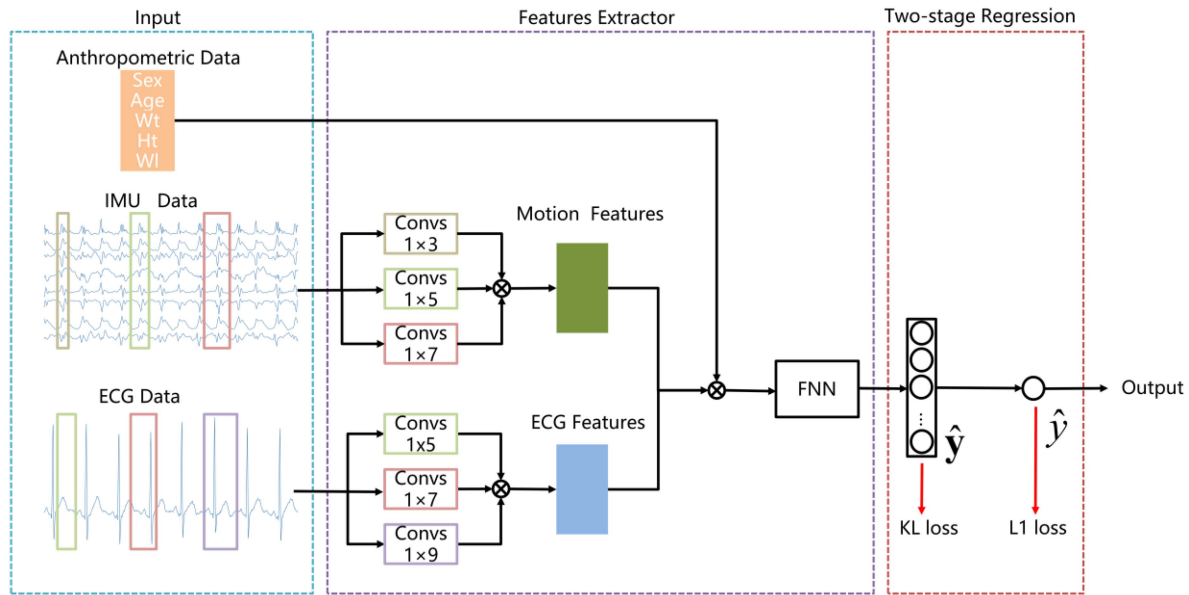 Input
Features Extractor
Two-stage Regression
Anthropometric Data
Sex
Age
Wt
Ht
Wl
IMU Data
Convs
1×3
Convs
1×5
Convs
1×7
Motion Features
ECG Data
Convs
1x5
Convs
1×7
Convs
1×9
ECG Features
FNN
ŷ
ŷ
Output
KL loss
L1 loss